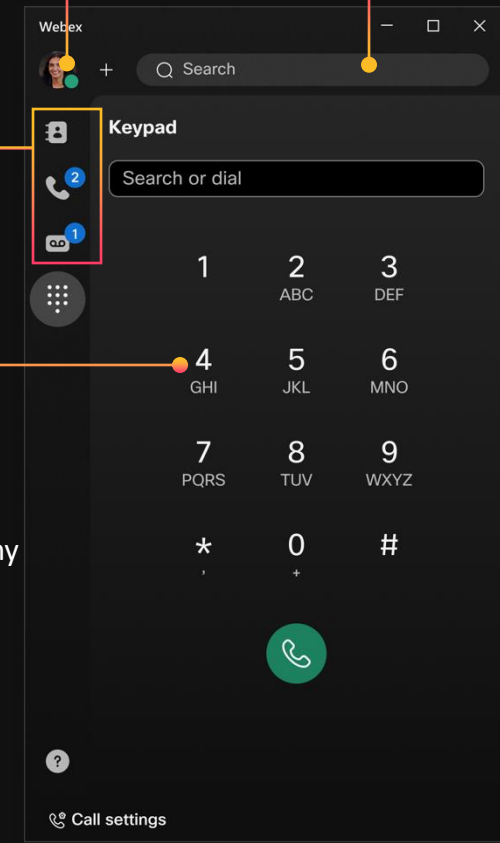 Webex
Search
Keypad
2
Search or dial
1
1 2 3
ABC DEF
4 5 6
GHI JKL MNO
7 8 9
PQRS TUV WXYZ
ny
* 0 #
, +
?
Call settings